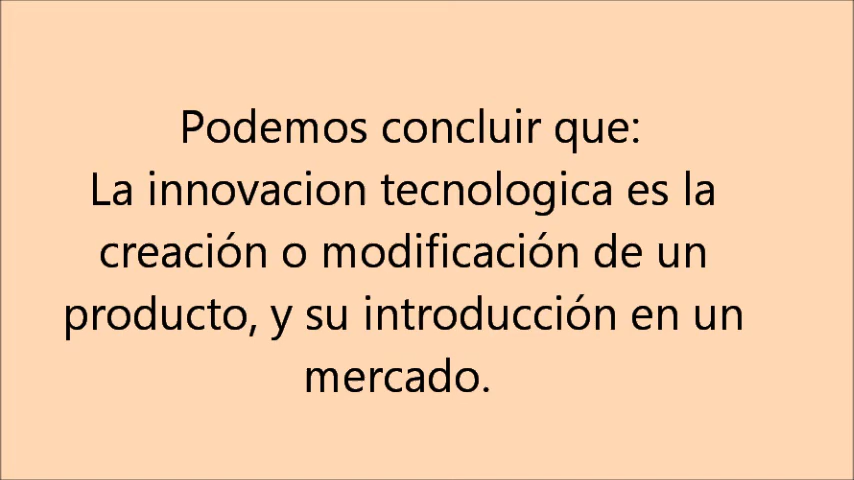 Podemos concluir que:
La innovacion tecnologica es la
creación o modificación de un
producto, y su introducción en un
mercado.